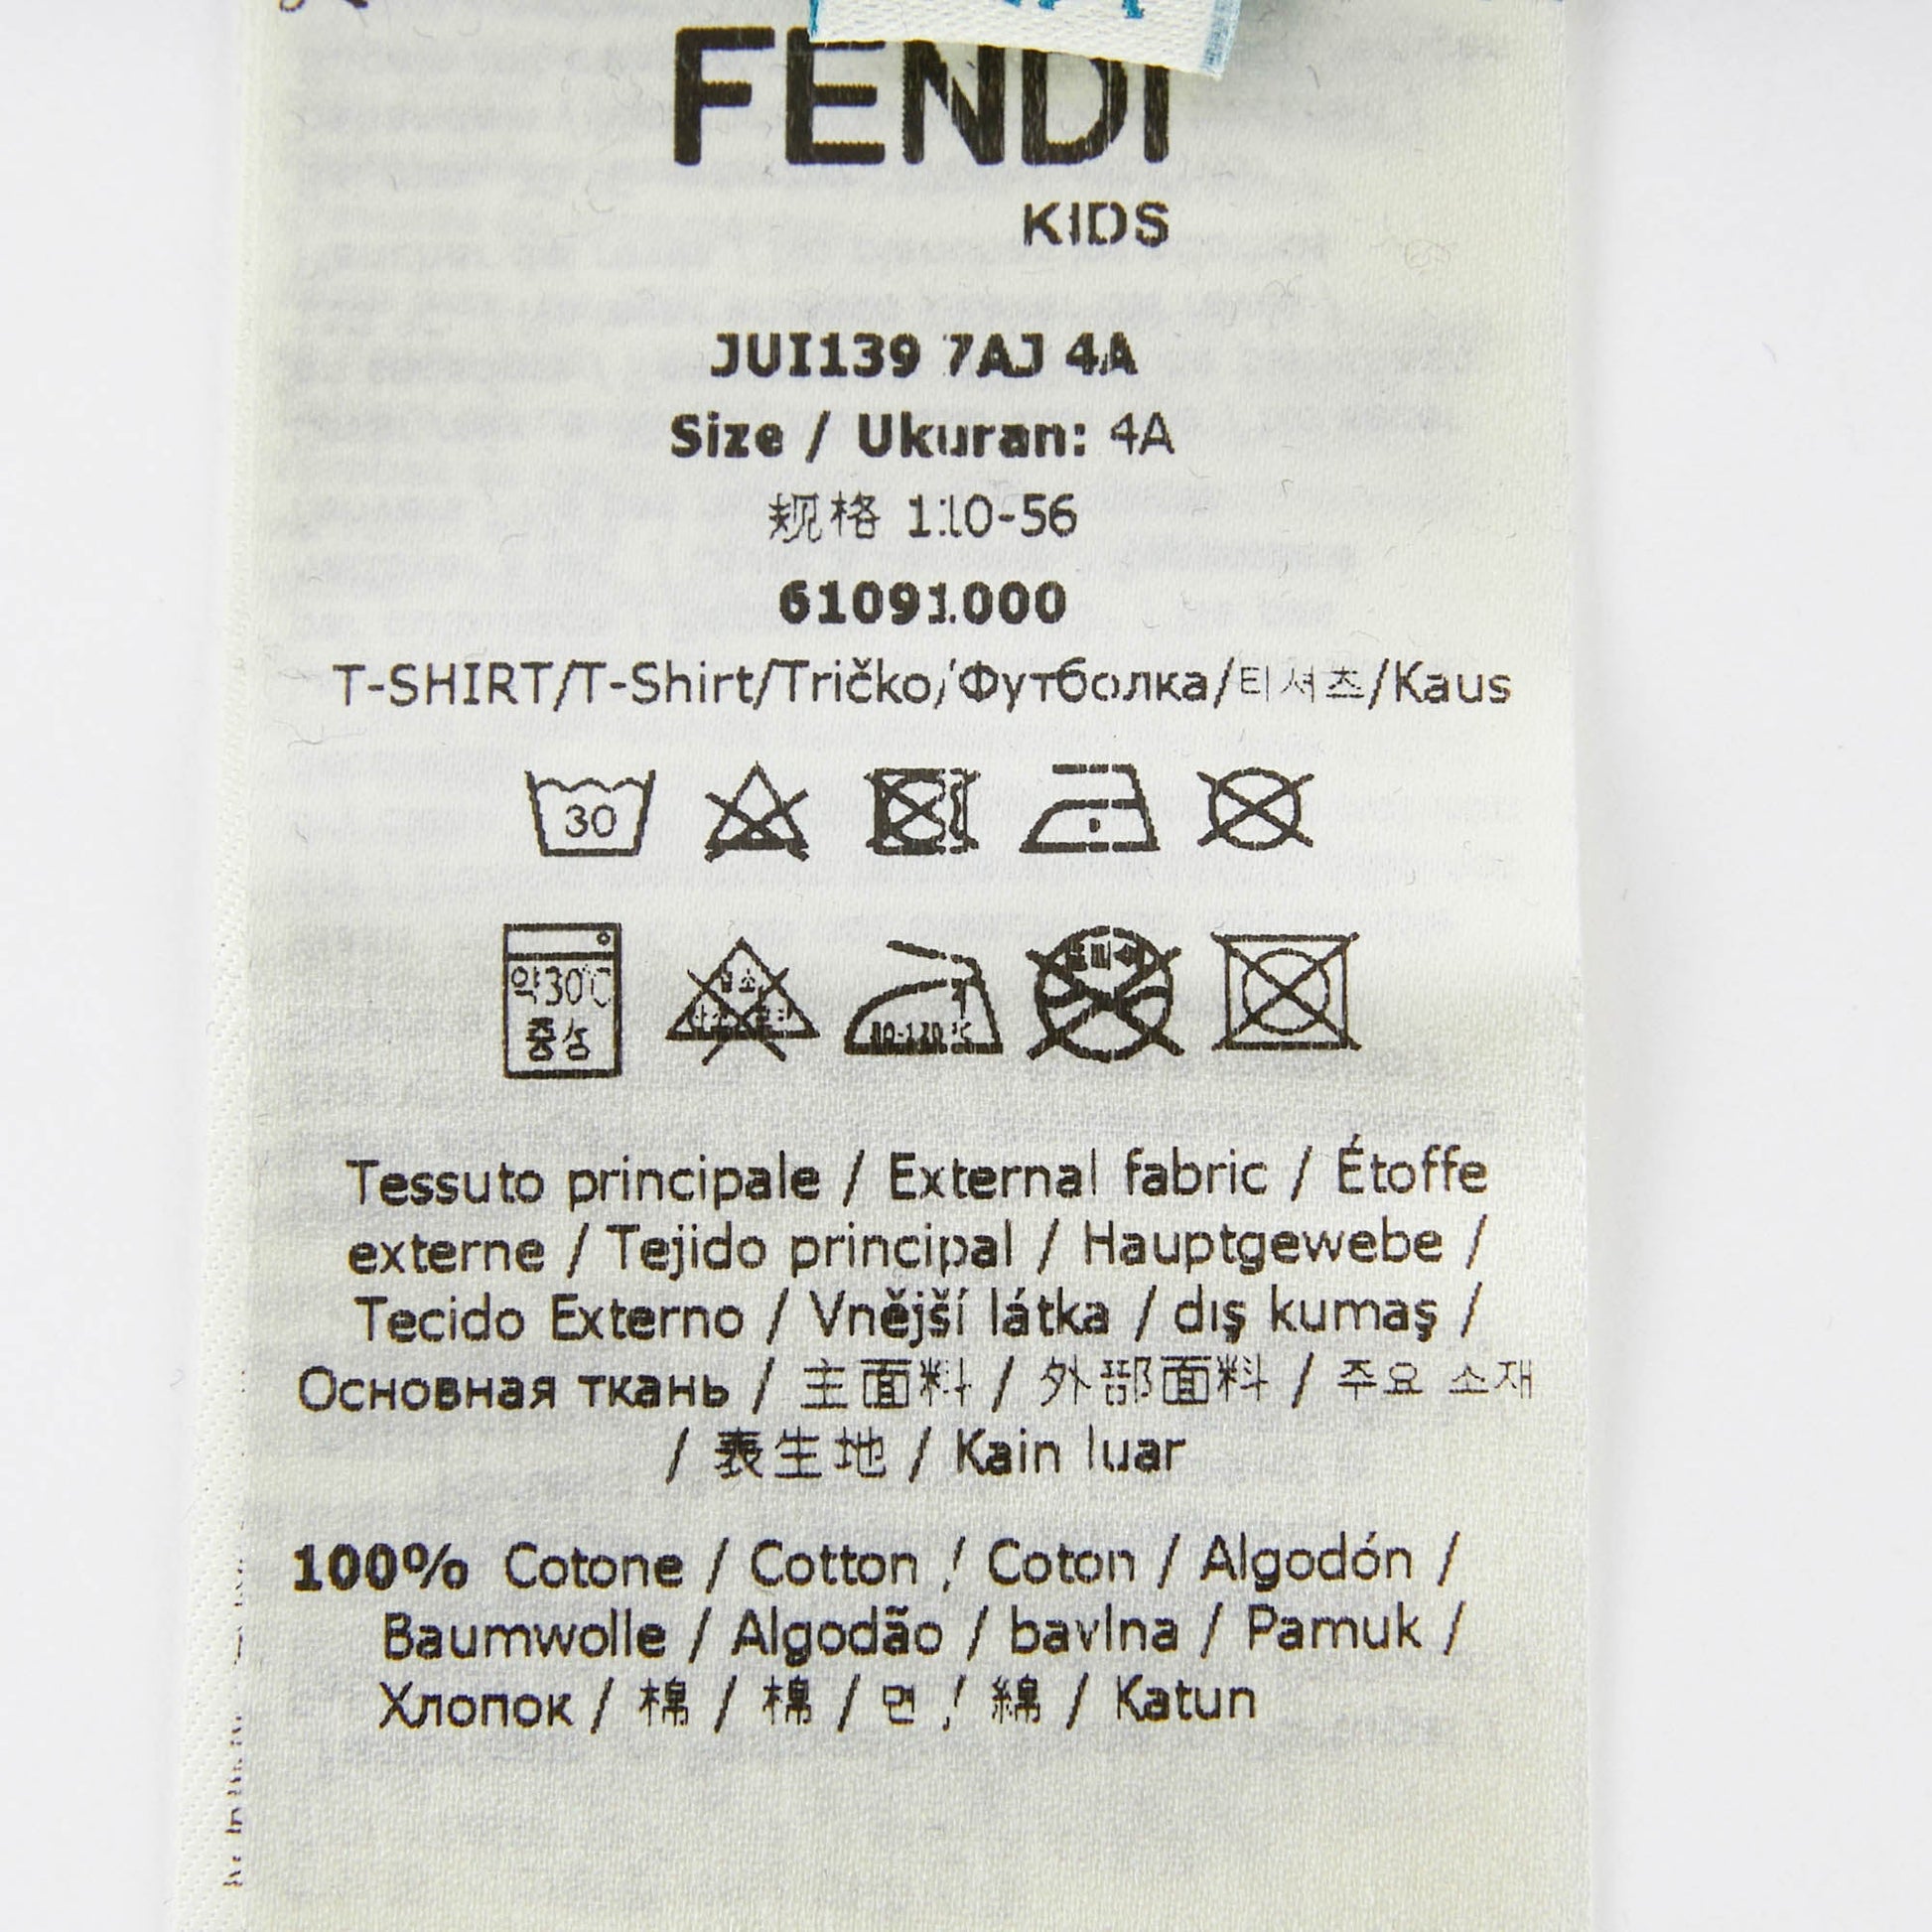 FENDI
KIDS
JUI139 7AJ 4A
Size / Ukuran: 4A
规格 110-56
61091000
T-SHIRT/T-Shirt/Tričko/Футболка/티셔츠/Kaus
30
약30℃
중성
80-120℃
Tessuto principale / External fabric / Étoffe
externe / Tejido principal / Hauptgewebe /
Tecido Externo / Vnější látka / dış kumaş /
Основная ткань / 主面料 / 外部面料 / 주요 소재
/ 表生地 / Kain luar
100% Cotone / Cotton / Coton / Algodón /
Baumwolle / Algodão / bavlna / Pamuk /
Хлопок / 棉 / 棉 / 면 / 綿 / Katun